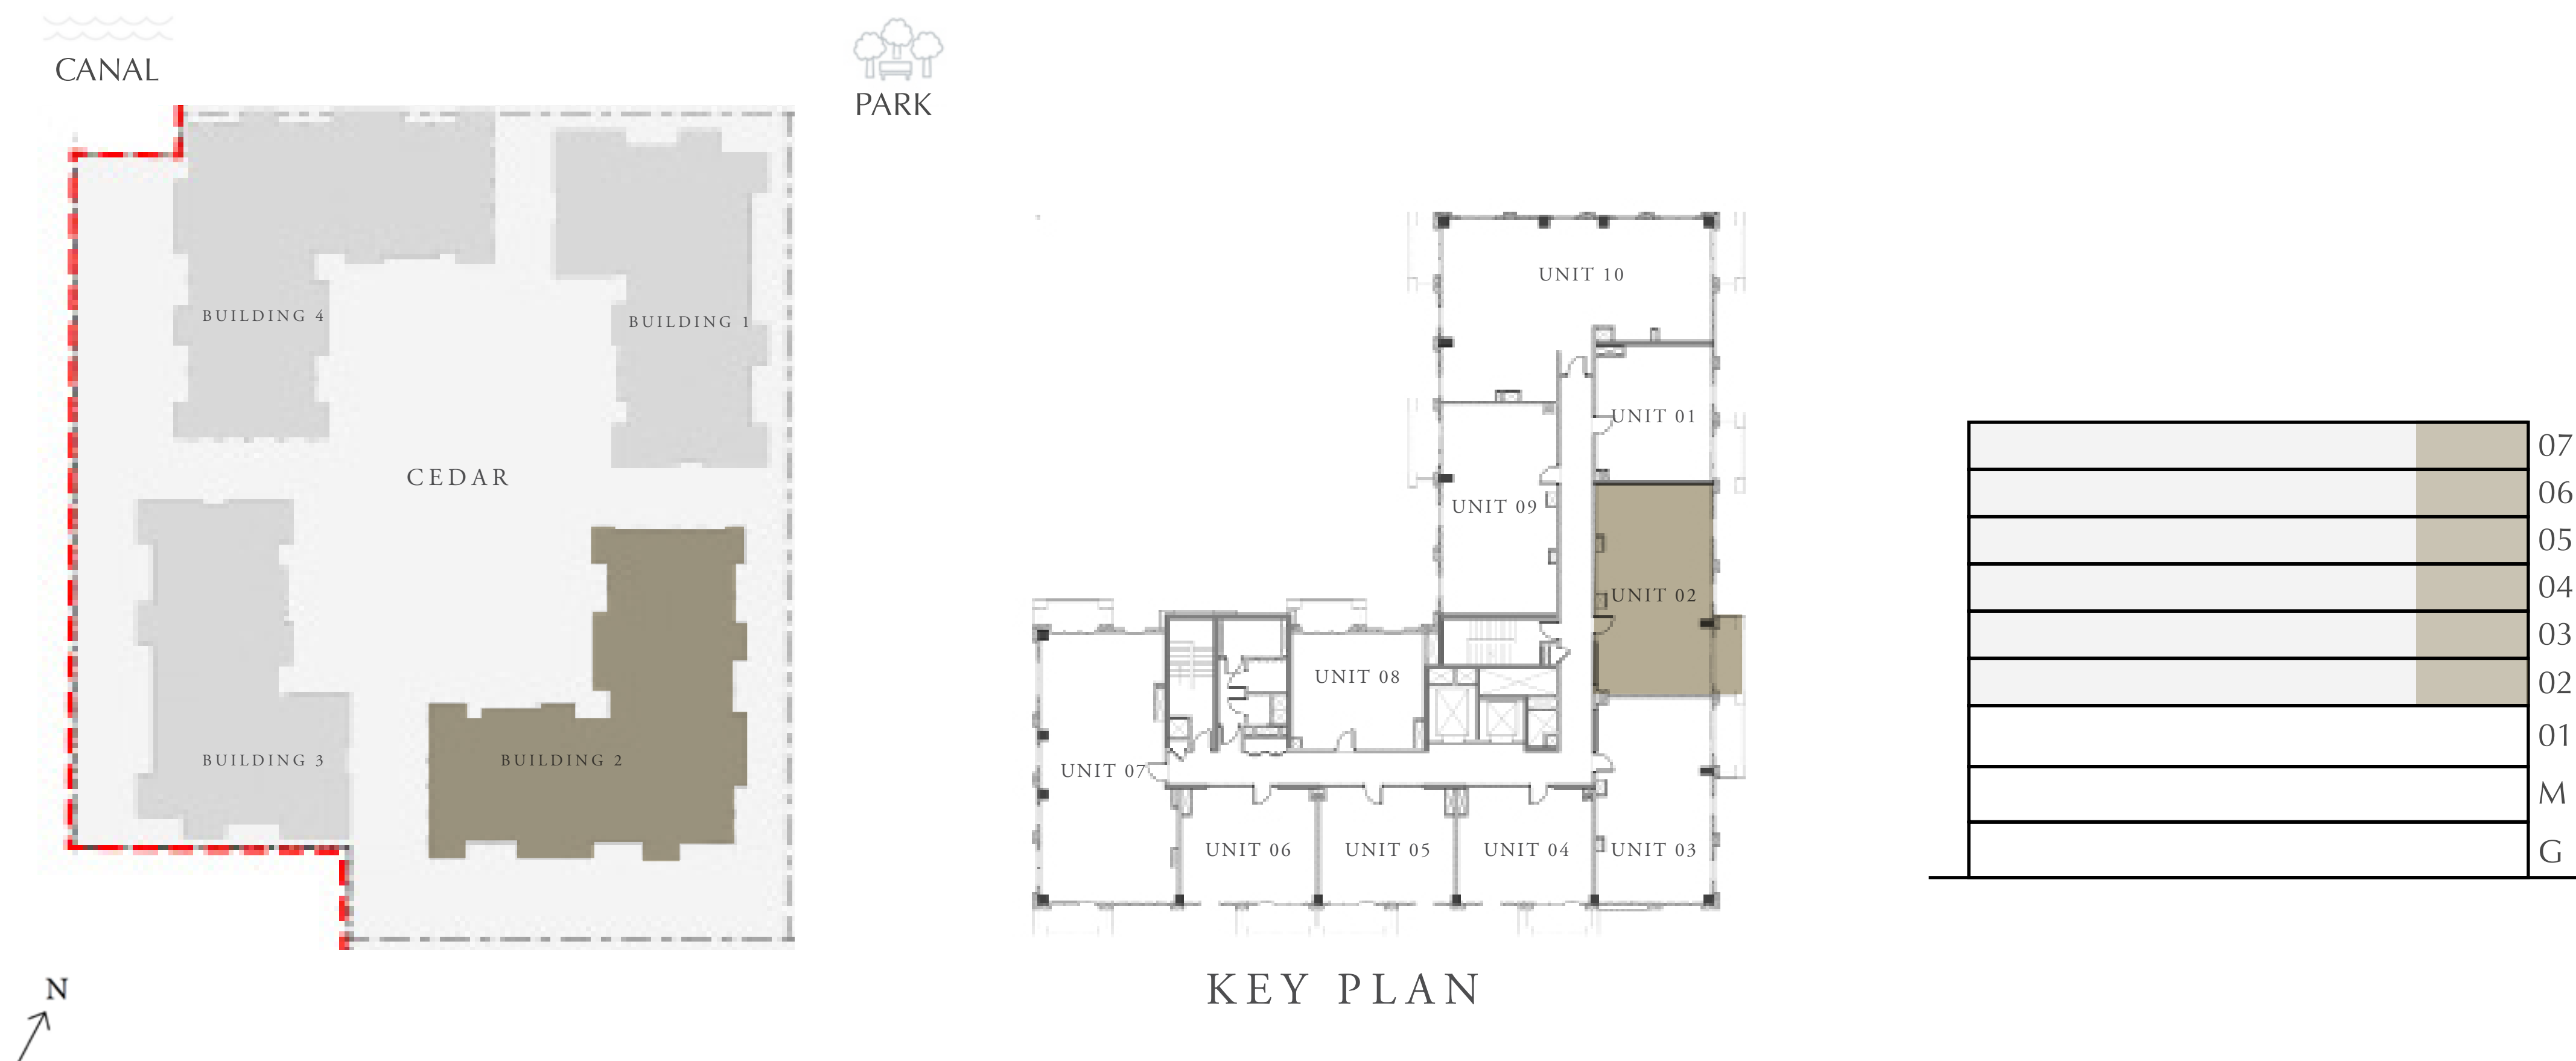 CANAL
PARK
BUILDING 4
BUILDING 1
CEDAR
BUILDING 3
BUILDING 2
N
UNIT 10
UNIT 01
UNIT 09
UNIT 02
UNIT 08
UNIT 07
UNIT 06
UNIT 05
UNIT 04
UNIT 03
KEY PLAN
07
06
05
04
03
02
01
M
G